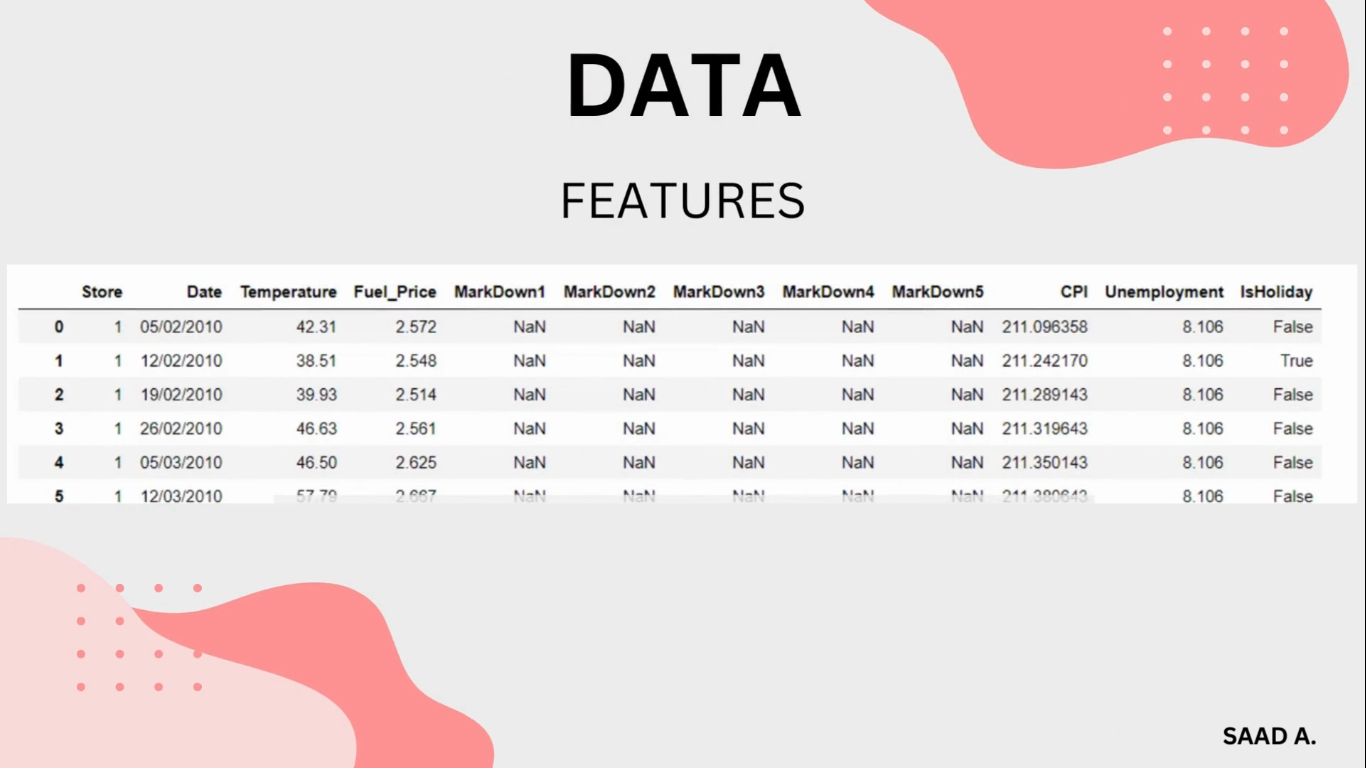 DATA
FEATURES
Store Date Temperature Fuel_Price MarkDown1 MarkDown2 MarkDown3 MarkDown4 MarkDown5 CPI Unemployment IsHoliday
0 1 05/02/2010 42.31 2.572 NaN NaN NaN NaN NaN 211.096358 8.106 False
1 1 12/02/2010 38.51 2.548 NaN NaN NaN NaN NaN 211.242170 8.106 True
2 1 19/02/2010 39.93 2.514 NaN NaN NaN NaN NaN 211.289143 8.106 False
3 1 26/02/2010 46.63 2.561 NaN NaN NaN NaN NaN 211.319643 8.106 False
4 1 05/03/2010 46.50 2.625 NaN NaN NaN NaN NaN 211.350143 8.106 False
5 1 12/03/2010 57.79 2.667 NaN NaN NaN NaN NaN 211.380643 8.106 False
SAAD A.